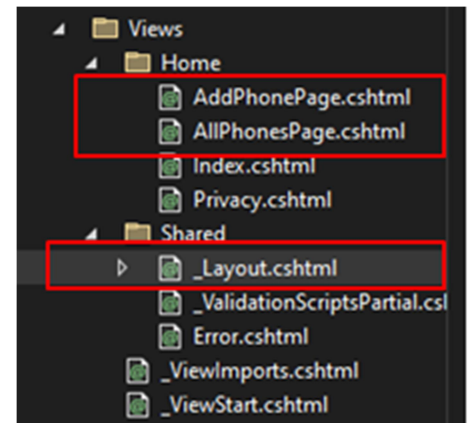 Views
Home
AddPhonePage.cshtml
AllPhonesPage.cshtml
Index.cshtml
Privacy.cshtml
Shared
_Layout.cshtml
_ValidationScriptsPartial.csl
Error.cshtml
_ViewImports.cshtml
_ViewStart.cshtml